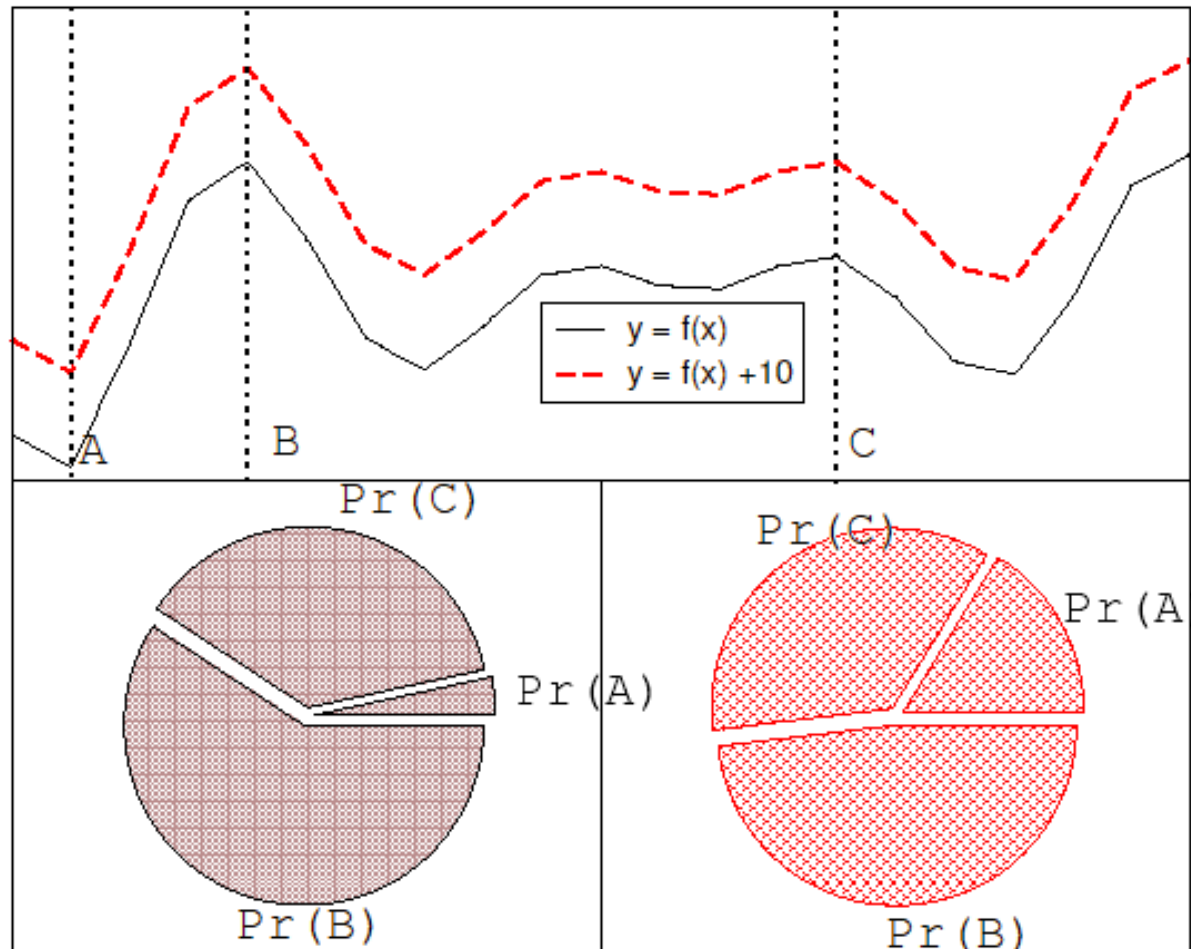 y = f(x)
y = f(x) +10
A
B
C
Pr(C)
Pr(A)
Pr(B)
Pr(C)
Pr(A
Pr(B)